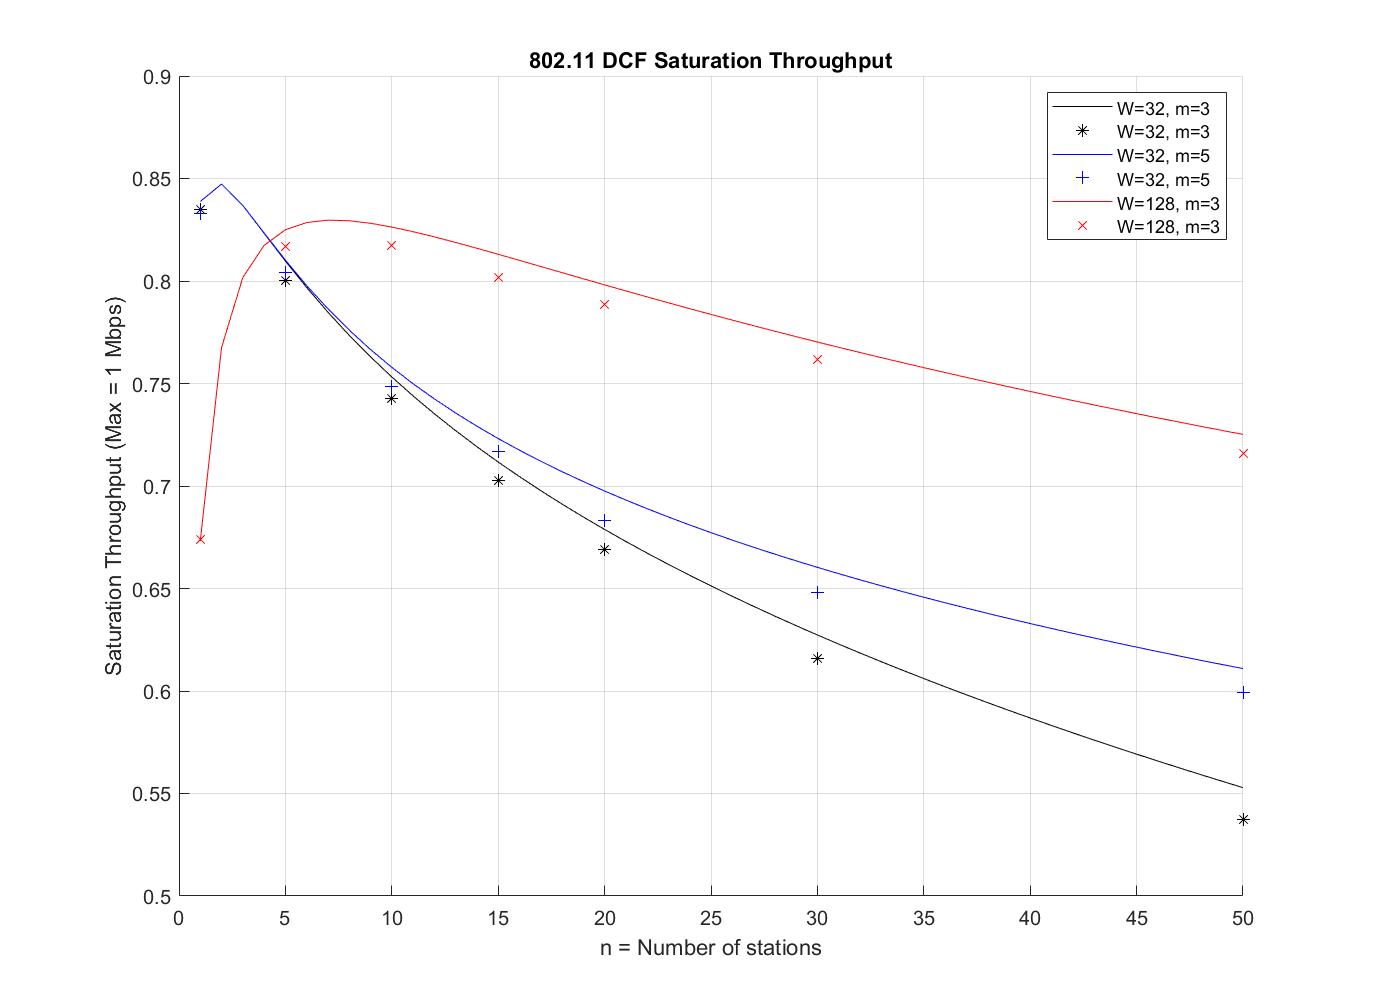 802.11 DCF Saturation Throughput
Saturation Throughput (Max = 1 Mbps)
0.9
0.85
0.8
0.75
0.7
0.65
0.6
0.55
0.5
W=32, m=3
W=32, m=3
W=32, m=5
W=32, m=5
W=128, m=3
W=128, m=3
0 5 10 15 20 25 30 35 40 45 50
n = Number of stations